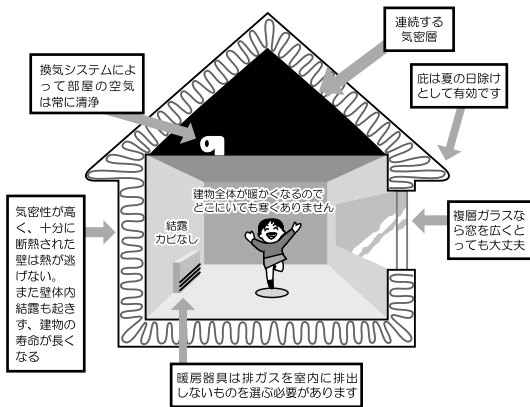 連続する
気密層
換気システムによ
って部屋の空気
は常に清浄
庇は夏の日除け
として有効です
建物全体が暖かくなるので
どこにいても寒くありません
結露
カビなし
気密性が高
く、十分に
断熱された
壁は熱が逃
げない。
また壁体内
結露も起き
ず、建物の
寿命が長く
なる
複層ガラスな
ら窓を広くと
っても大丈夫
暖房器具は排ガスを室内に排出
しないものを選ぶ必要があります